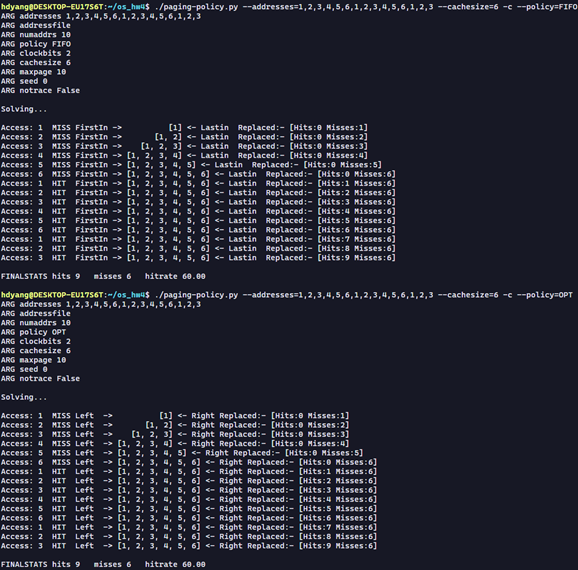 hdyang@DESKTOP-EU17S6T:~/os_hm4$ ./paging-policy.py --addresses=1,2,3,4,5,6,1,2,3,4,5,6,1,2,3 --cachesize=6 -c --policy=FIFO
ARG addresses 1,2,3,4,5,6,1,2,3,4,5,6,1,2,3
ARG addressfile
ARG numaddrs 10
ARG policy FIFO
ARG clockbits 2
ARG cachesize 6
ARG maxpage 10
ARG seed 0
ARG notrace False
Solving...
Access: 1  MISS FirstIn ->          [1] <- Lastin  Replaced:- [Hits:0 Misses:1]
Access: 2  MISS FirstIn ->       [1, 2] <- Lastin  Replaced:- [Hits:0 Misses:2]
Access: 3  MISS FirstIn ->    [1, 2, 3] <- Lastin  Replaced:- [Hits:0 Misses:3]
Access: 4  MISS FirstIn -> [1, 2, 3, 4] <- Lastin  Replaced:- [Hits:0 Misses:4]
Access: 5  MISS FirstIn -> [1, 2, 3, 4, 5] <- Lastin  Replaced:- [Hits:0 Misses:5]
Access: 6  MISS FirstIn -> [1, 2, 3, 4, 5, 6] <- Lastin  Replaced:- [Hits:0 Misses:6]
Access: 1  HIT  FirstIn -> [1, 2, 3, 4, 5, 6] <- Lastin  Replaced:- [Hits:1 Misses:6]
Access: 2  HIT  FirstIn -> [1, 2, 3, 4, 5, 6] <- Lastin  Replaced:- [Hits:2 Misses:6]
Access: 3  HIT  FirstIn -> [1, 2, 3, 4, 5, 6] <- Lastin  Replaced:- [Hits:3 Misses:6]
Access: 4  HIT  FirstIn -> [1, 2, 3, 4, 5, 6] <- Lastin  Replaced:- [Hits:4 Misses:6]
Access: 5  HIT  FirstIn -> [1, 2, 3, 4, 5, 6] <- Lastin  Replaced:- [Hits:5 Misses:6]
Access: 6  HIT  FirstIn -> [1, 2, 3, 4, 5, 6] <- Lastin  Replaced:- [Hits:6 Misses:6]
Access: 1  HIT  FirstIn -> [1, 2, 3, 4, 5, 6] <- Lastin  Replaced:- [Hits:7 Misses:6]
Access: 2  HIT  FirstIn -> [1, 2, 3, 4, 5, 6] <- Lastin  Replaced:- [Hits:8 Misses:6]
Access: 3  HIT  FirstIn -> [1, 2, 3, 4, 5, 6] <- Lastin  Replaced:- [Hits:9 Misses:6]
FINALSTATS hits 9   misses 6   hitrate 60.00
hdyang@DESKTOP-EU17S6T:~/os_hm4$ ./paging-policy.py --addresses=1,2,3,4,5,6,1,2,3,4,5,6,1,2,3 --cachesize=6 -c --policy=OPT
ARG addresses 1,2,3,4,5,6,1,2,3,4,5,6,1,2,3
ARG addressfile
ARG numaddrs 10
ARG policy OPT
ARG clockbits 2
ARG cachesize 6
ARG maxpage 10
ARG seed 0
ARG notrace False
Solving...
Access: 1  MISS Left  ->          [1] <- Right Replaced:- [Hits:0 Misses:1]
Access: 2  MISS Left  ->       [1, 2] <- Right Replaced:- [Hits:0 Misses:2]
Access: 3  MISS Left  ->    [1, 2, 3] <- Right Replaced:- [Hits:0 Misses:3]
Access: 4  MISS Left  -> [1, 2, 3, 4] <- Right Replaced:- [Hits:0 Misses:4]
Access: 5  MISS Left  -> [1, 2, 3, 4, 5] <- Right Replaced:- [Hits:0 Misses:5]
Access: 6  MISS Left  -> [1, 2, 3, 4, 5, 6] <- Right Replaced:- [Hits:0 Misses:6]
Access: 1  HIT  Left  -> [1, 2, 3, 4, 5, 6] <- Right Replaced:- [Hits:1 Misses:6]
Access: 2  HIT  Left  -> [1, 2, 3, 4, 5, 6] <- Right Replaced:- [Hits:2 Misses:6]
Access: 3  HIT  Left  -> [1, 2, 3, 4, 5, 6] <- Right Replaced:- [Hits:3 Misses:6]
Access: 4  HIT  Left  -> [1, 2, 3, 4, 5, 6] <- Right Replaced:- [Hits:4 Misses:6]
Access: 5  HIT  Left  -> [1, 2, 3, 4, 5, 6] <- Right Replaced:- [Hits:5 Misses:6]
Access: 6  HIT  Left  -> [1, 2, 3, 4, 5, 6] <- Right Replaced:- [Hits:6 Misses:6]
Access: 1  HIT  Left  -> [1, 2, 3, 4, 5, 6] <- Right Replaced:- [Hits:7 Misses:6]
Access: 2  HIT  Left  -> [1, 2, 3, 4, 5, 6] <- Right Replaced:- [Hits:8 Misses:6]
Access: 3  HIT  Left  -> [1, 2, 3, 4, 5, 6] <- Right Replaced:- [Hits:9 Misses:6]
FINALSTATS hits 9   misses 6   hitrate 60.00